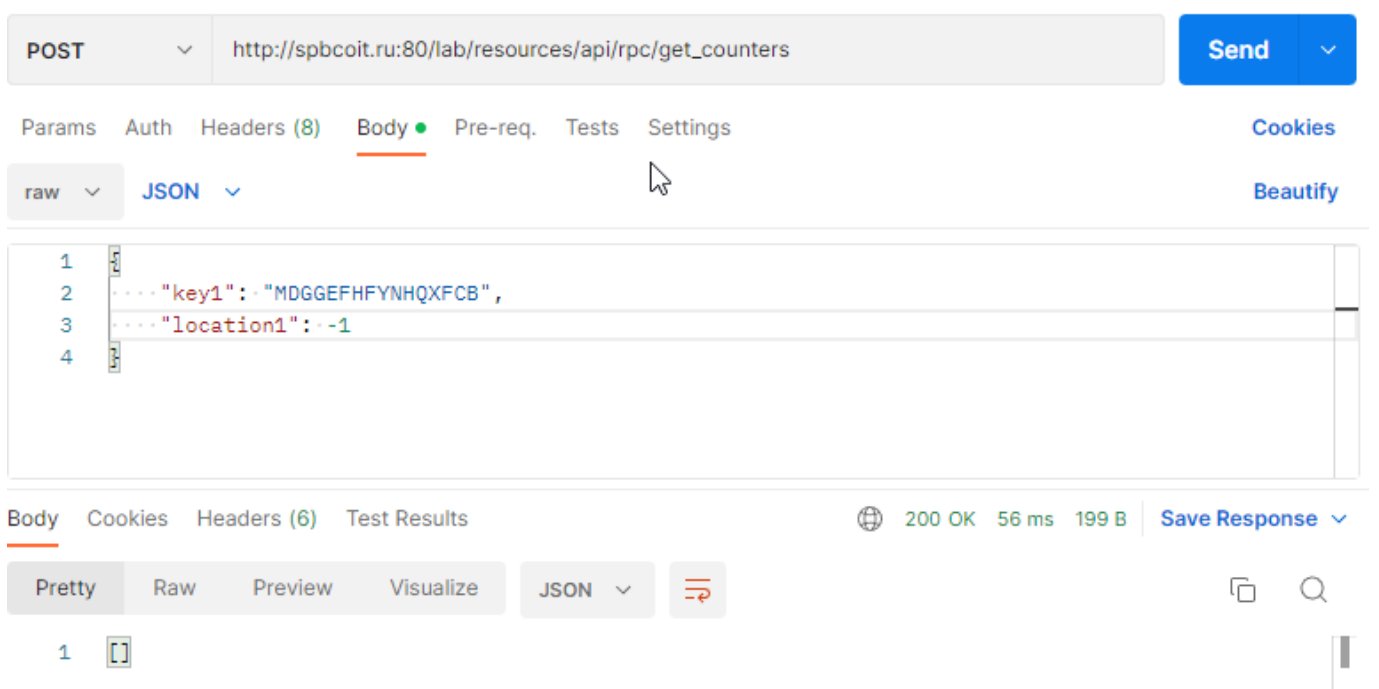 POST http://spbcoit.ru:80/lab/resources/api/rpc/get_counters Send
Params Auth Headers (8) Body Pre-req. Tests Settings Cookies
raw JSON Beautify
1 {
2 "key1": "MDGGEFHFYNHQXFCB",
3 "location1": -1
4 }
Body Cookies Headers (6) Test Results 200 OK 56 ms 199 B Save Response
Pretty Raw Preview Visualize JSON
1 []